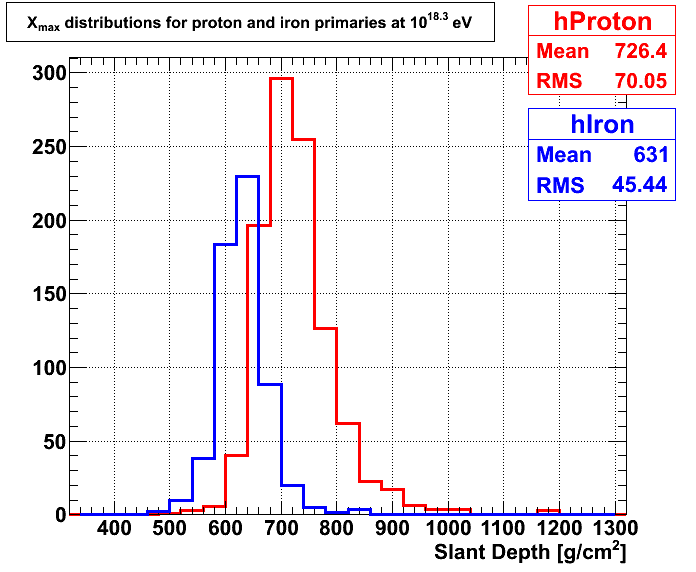 X_max distributions for proton and iron primaries at 10^18.3 eV
hProton
Mean 726.4
RMS 70.05
hIron
Mean 631
RMS 45.44
300
250
200
150
100
50
0
400 500 600 700 800 900 1000 1100 1200 1300
Slant Depth [g/cm²]